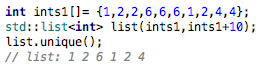 int ints1[]= {1,2,2,6,6,6,1,2,4,4};
std::list<int> list(ints1,ints1+10);
list.unique();
// list: 1 2 6 1 2 4